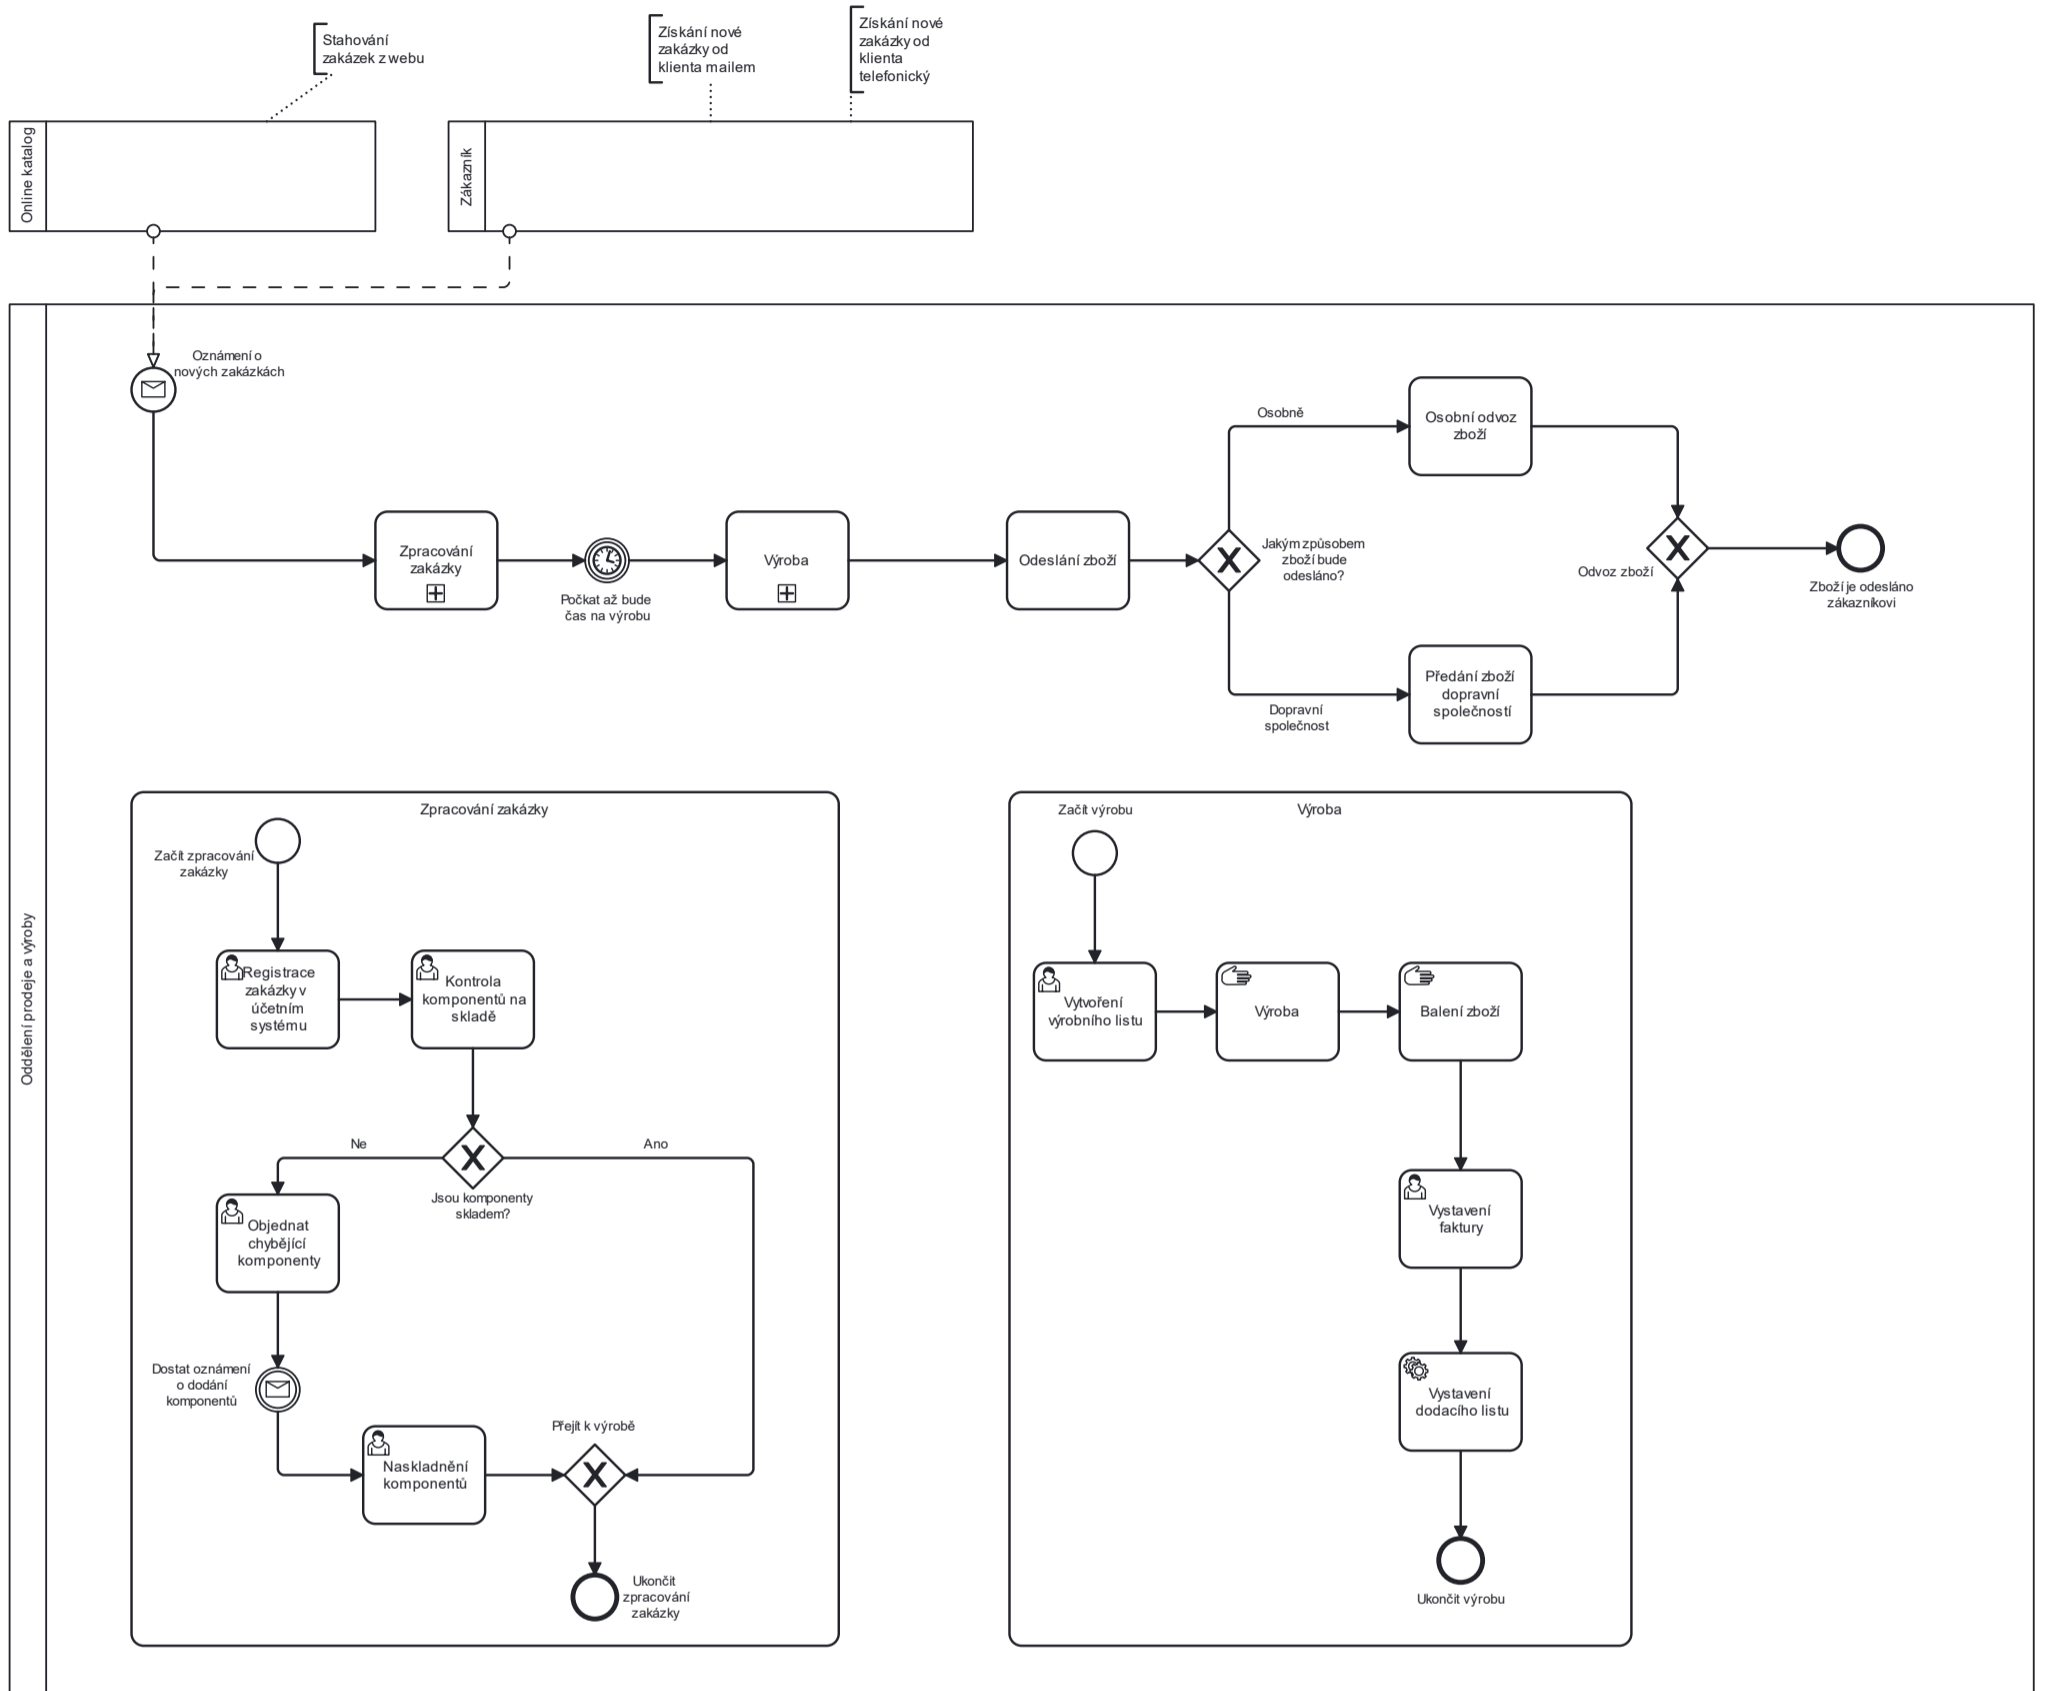 Stahování
zakázek z webu
Získání nové
zakázky od
klienta mailem
Získání nové
zakázky od
klienta
telefonický
Online katalog
Zákazník
Oddělení prodeje a výroby
Oznámení o
nových zakázkách
Zpracování
zakázky
Počkat až bude
čas na výrobu
Výroba
Odeslání zboží
Jakým způsobem
zboží bude
odesláno?
Osobně
Osobní odvoz
zboží
Dopravní
společnost
Předání zboží
dopravní
společností
Odvoz zboží
Zboží je odesláno
zákazníkovi
Zpracování zakázky
Začít zpracování
zakázky
Registrace
zakázky v
účetním
systému
Kontrola
komponentů na
skladě
Ne
Ano
Jsou komponenty
skladem?
Objednat
chybějící
komponenty
Dostat oznámení
o dodání
komponentů
Naskladnění
komponentů
Přejít k výrobě
Ukončit
zpracování
zakázky
Výroba
Začít výrobu
Vytvoření
výrobního listu
Výroba
Balení zboží
Vystavení
faktury
Vystavení
dodacího listu
Ukončit výrobu